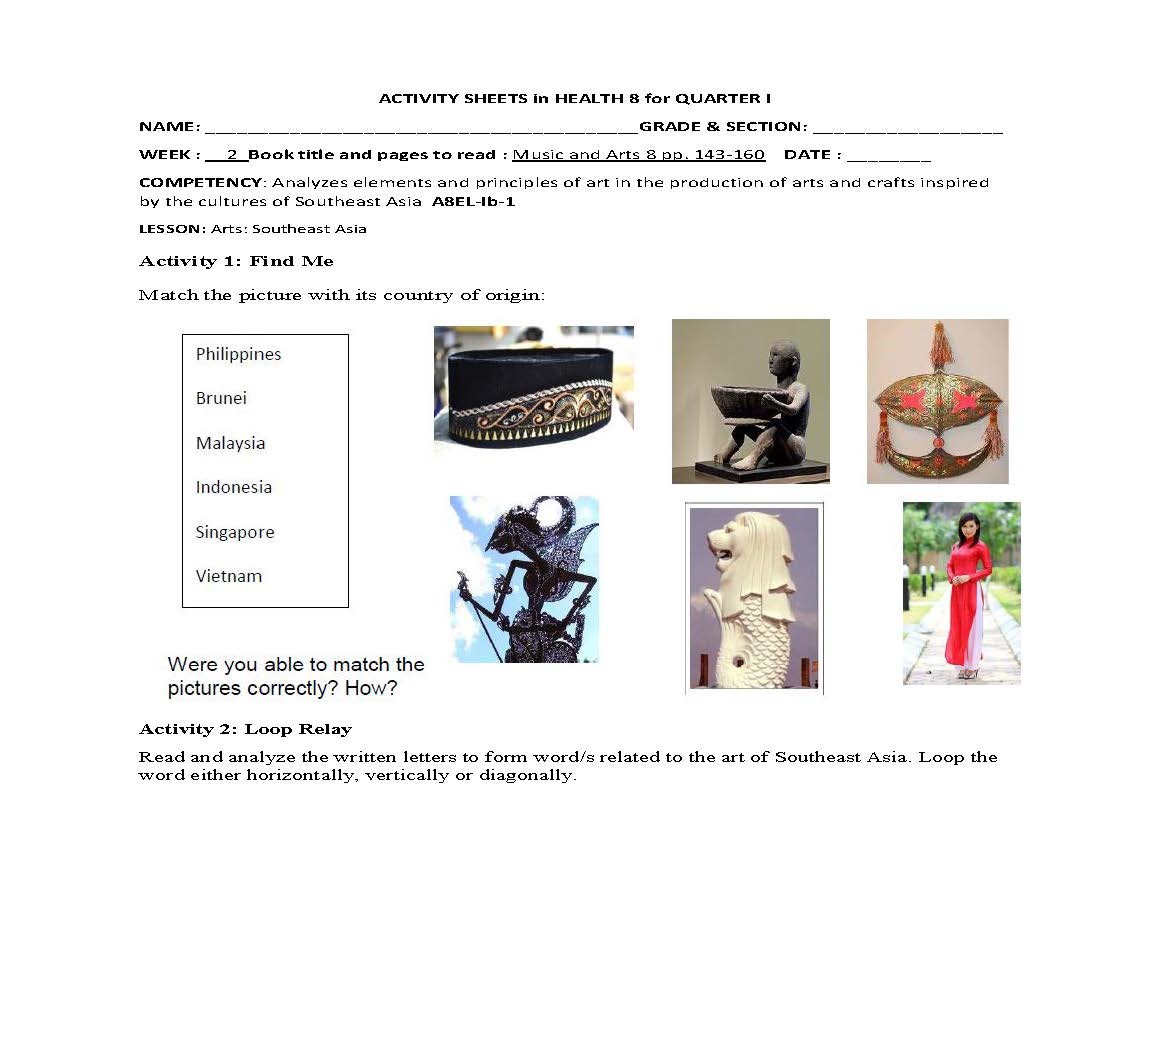 ACTIVITY SHEETS in HEALTH 8 for QUARTER I
NAME: ___________________________________________GRADE & SECTION: ___________________
WEEK : __2_Book title and pages to read : Music and Arts 8 pp. 143-160 DATE : ________
COMPETENCY: Analyzes elements and principles of art in the production of arts and crafts inspired
by the cultures of Southeast Asia A8EL-Ib-1
LESSON: Arts: Southeast Asia
Activity 1: Find Me
Match the picture with its country of origin:
Philippines
Brunei
Malaysia
Indonesia
Singapore
Vietnam
Were you able to match the
pictures correctly? How?
Activity 2: Loop Relay
Read and analyze the written letters to form word/s related to the art of Southeast Asia. Loop the
word either horizontally, vertically or diagonally.